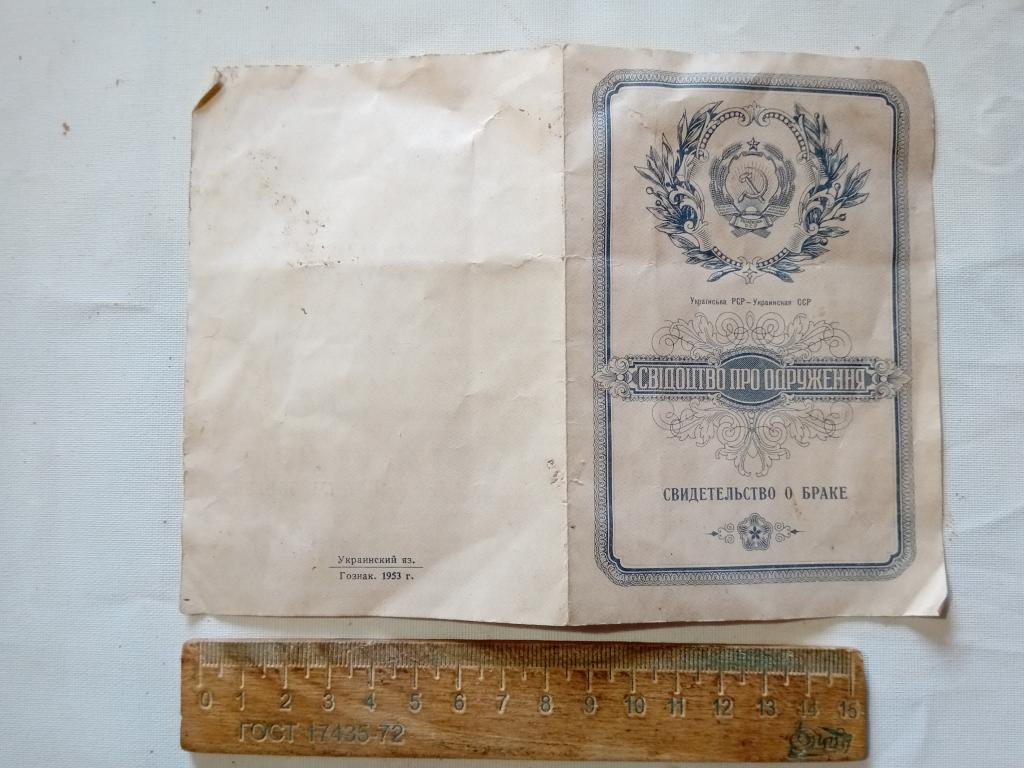 Українська РСР — Украинская ССР
СВІДОЦТВО ПРО ОДРУЖЕННЯ
СВИДЕТЕЛЬСТВО О БРАКЕ
Украинский яз.
Гознак. 1953 г.
0 1 2 3 4 5 6 7 8 9 10 11 12 13 14 15
ГОСТ 17435-72